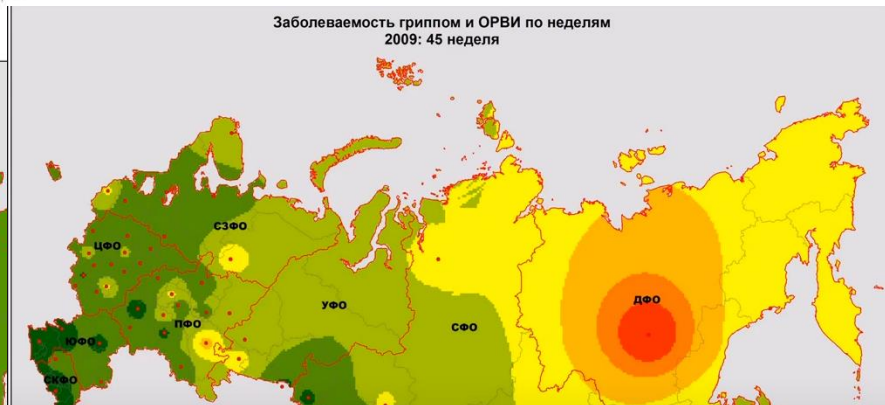 Заболеваемость гриппом и ОРВИ по неделям
2009: 45 неделя
СЗФО
ЦФО
ДФО
УФО
ПФО
СФО
ЮФО
СКФО